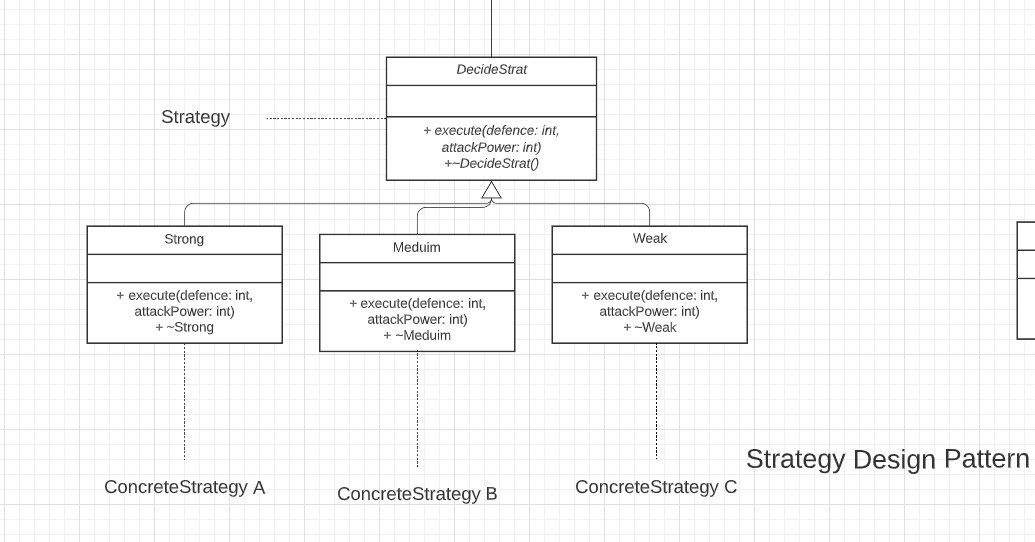 DecideStrat
Strategy
+ execute(defence: int,
attackPower: int)
+~DecideStrat()
Strong
+ execute(defence: int,
attackPower: int)
+ ~Strong
Meduim
+ execute(defence: int,
attackPower: int)
+ ~Meduim
Weak
+ execute(defence: int,
attackPower: int)
+ ~Weak
Strategy Design Pattern
ConcreteStrategy A
ConcreteStrategy B
ConcreteStrategy C